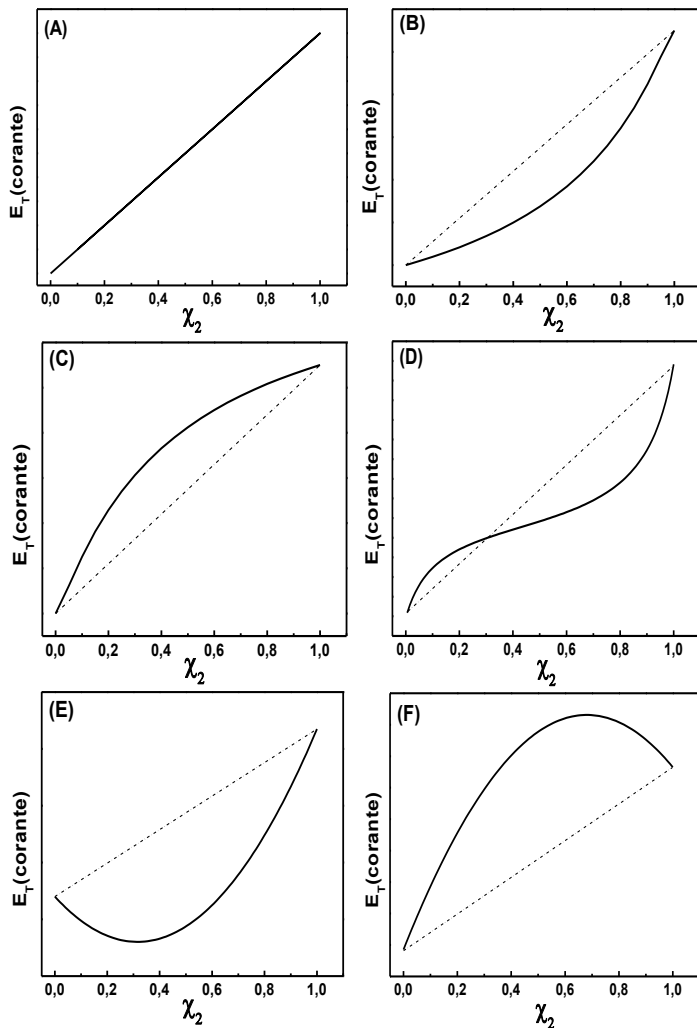 (A)
E_T(corante)
0,0 0,2 0,4 0,6 0,8 1,0
χ₂
(B)
E_T(corante)
0,0 0,2 0,4 0,6 0,8 1,0
χ₂
(C)
E_T(corante)
0,0 0,2 0,4 0,6 0,8 1,0
χ₂
(D)
E_T(corante)
0,0 0,2 0,4 0,6 0,8 1,0
χ₂
(E)
E_T(corante)
0,0 0,2 0,4 0,6 0,8 1,0
χ₂
(F)
E_T(corante)
0,0 0,2 0,4 0,6 0,8 1,0
χ₂